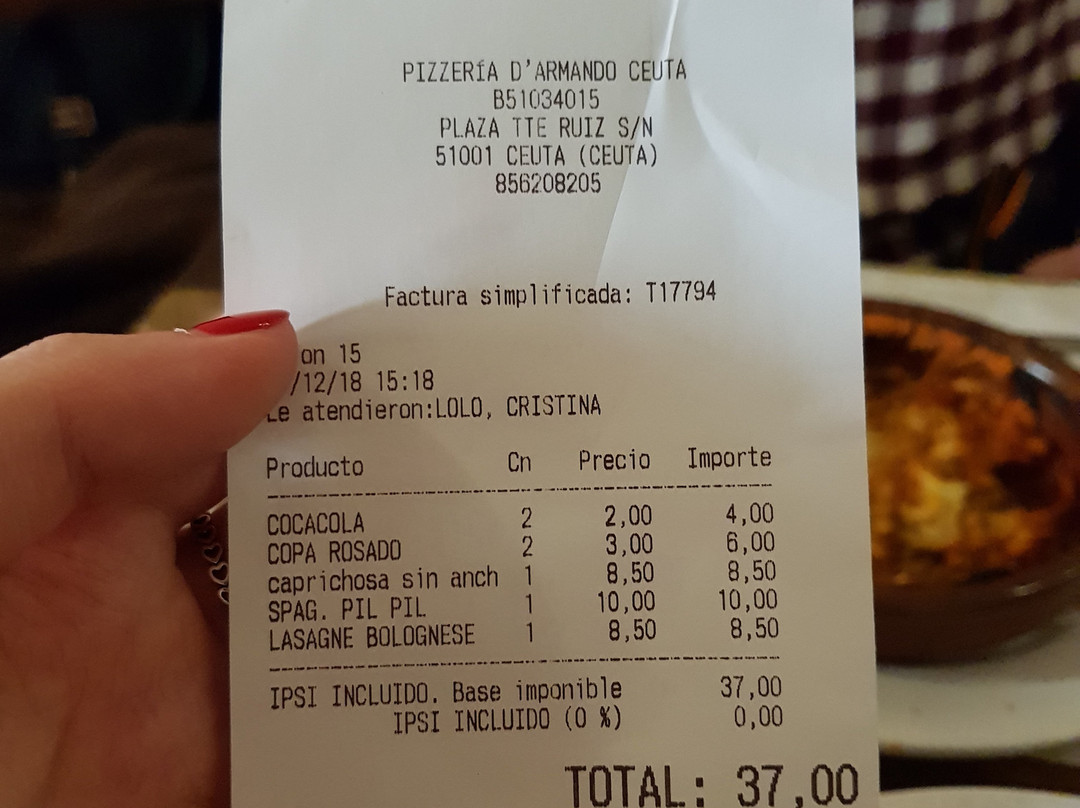 PIZZERÍA D'ARMANDO CEUTA
B51034015
PLAZA TTE RUIZ S/N
51001 CEUTA (CEUTA)
856208205
Factura simplificada: T17794
on 15
/12/18 15:18
Le atendieron:LOLO, CRISTINA
Producto Cn Precio Importe
COCACOLA 2 2,00 4,00
COPA ROSADO 2 3,00 6,00
caprichosa sin anch 1 8,50 8,50
SPAG. PIL PIL 1 10,00 10,00
LASAGNE BOLOGNESE 1 8,50 8,50
IPSI INCLUIDO. Base imponible 37,00
IPSI INCLUIDO (0 %) 0,00
TOTAL: 37,00